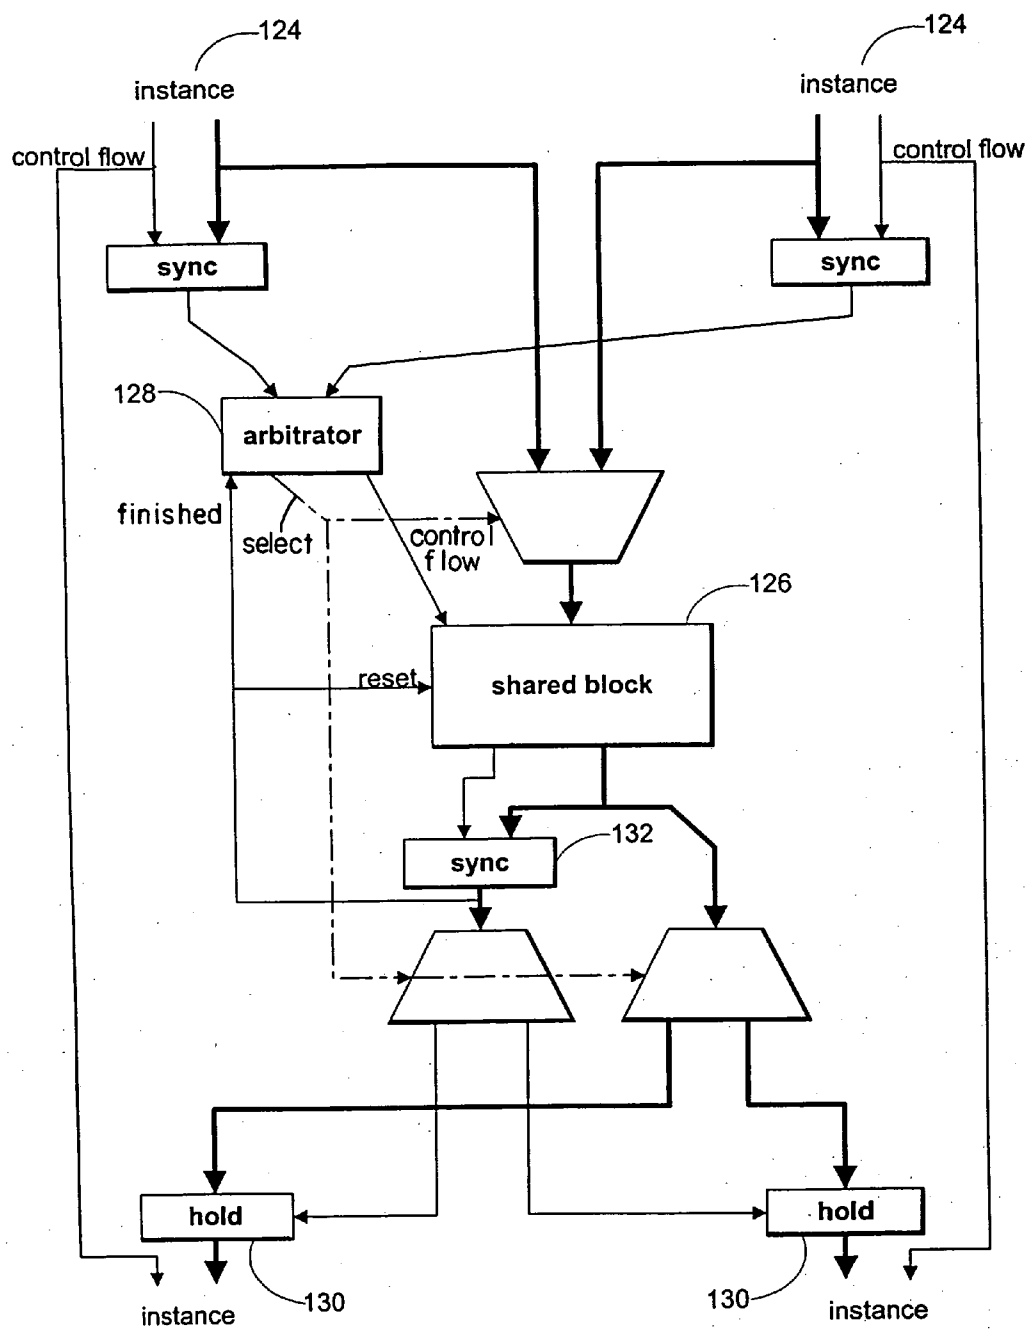 124
124
instance
instance
control flow
control flow
sync
sync
128
arbitrator
finished
select
control
flow
126
reset
shared block
132
sync
hold
hold
130
130
instance
instance